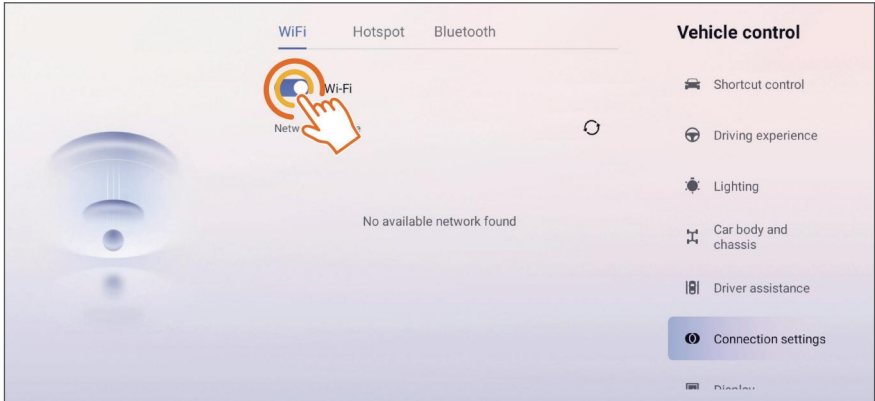 WiFi Hotspot Bluetooth
Wi-Fi
No available network found
Vehicle control
Shortcut control
Driving experience
Lighting
Car body and
chassis
Driver assistance
Connection settings
Display